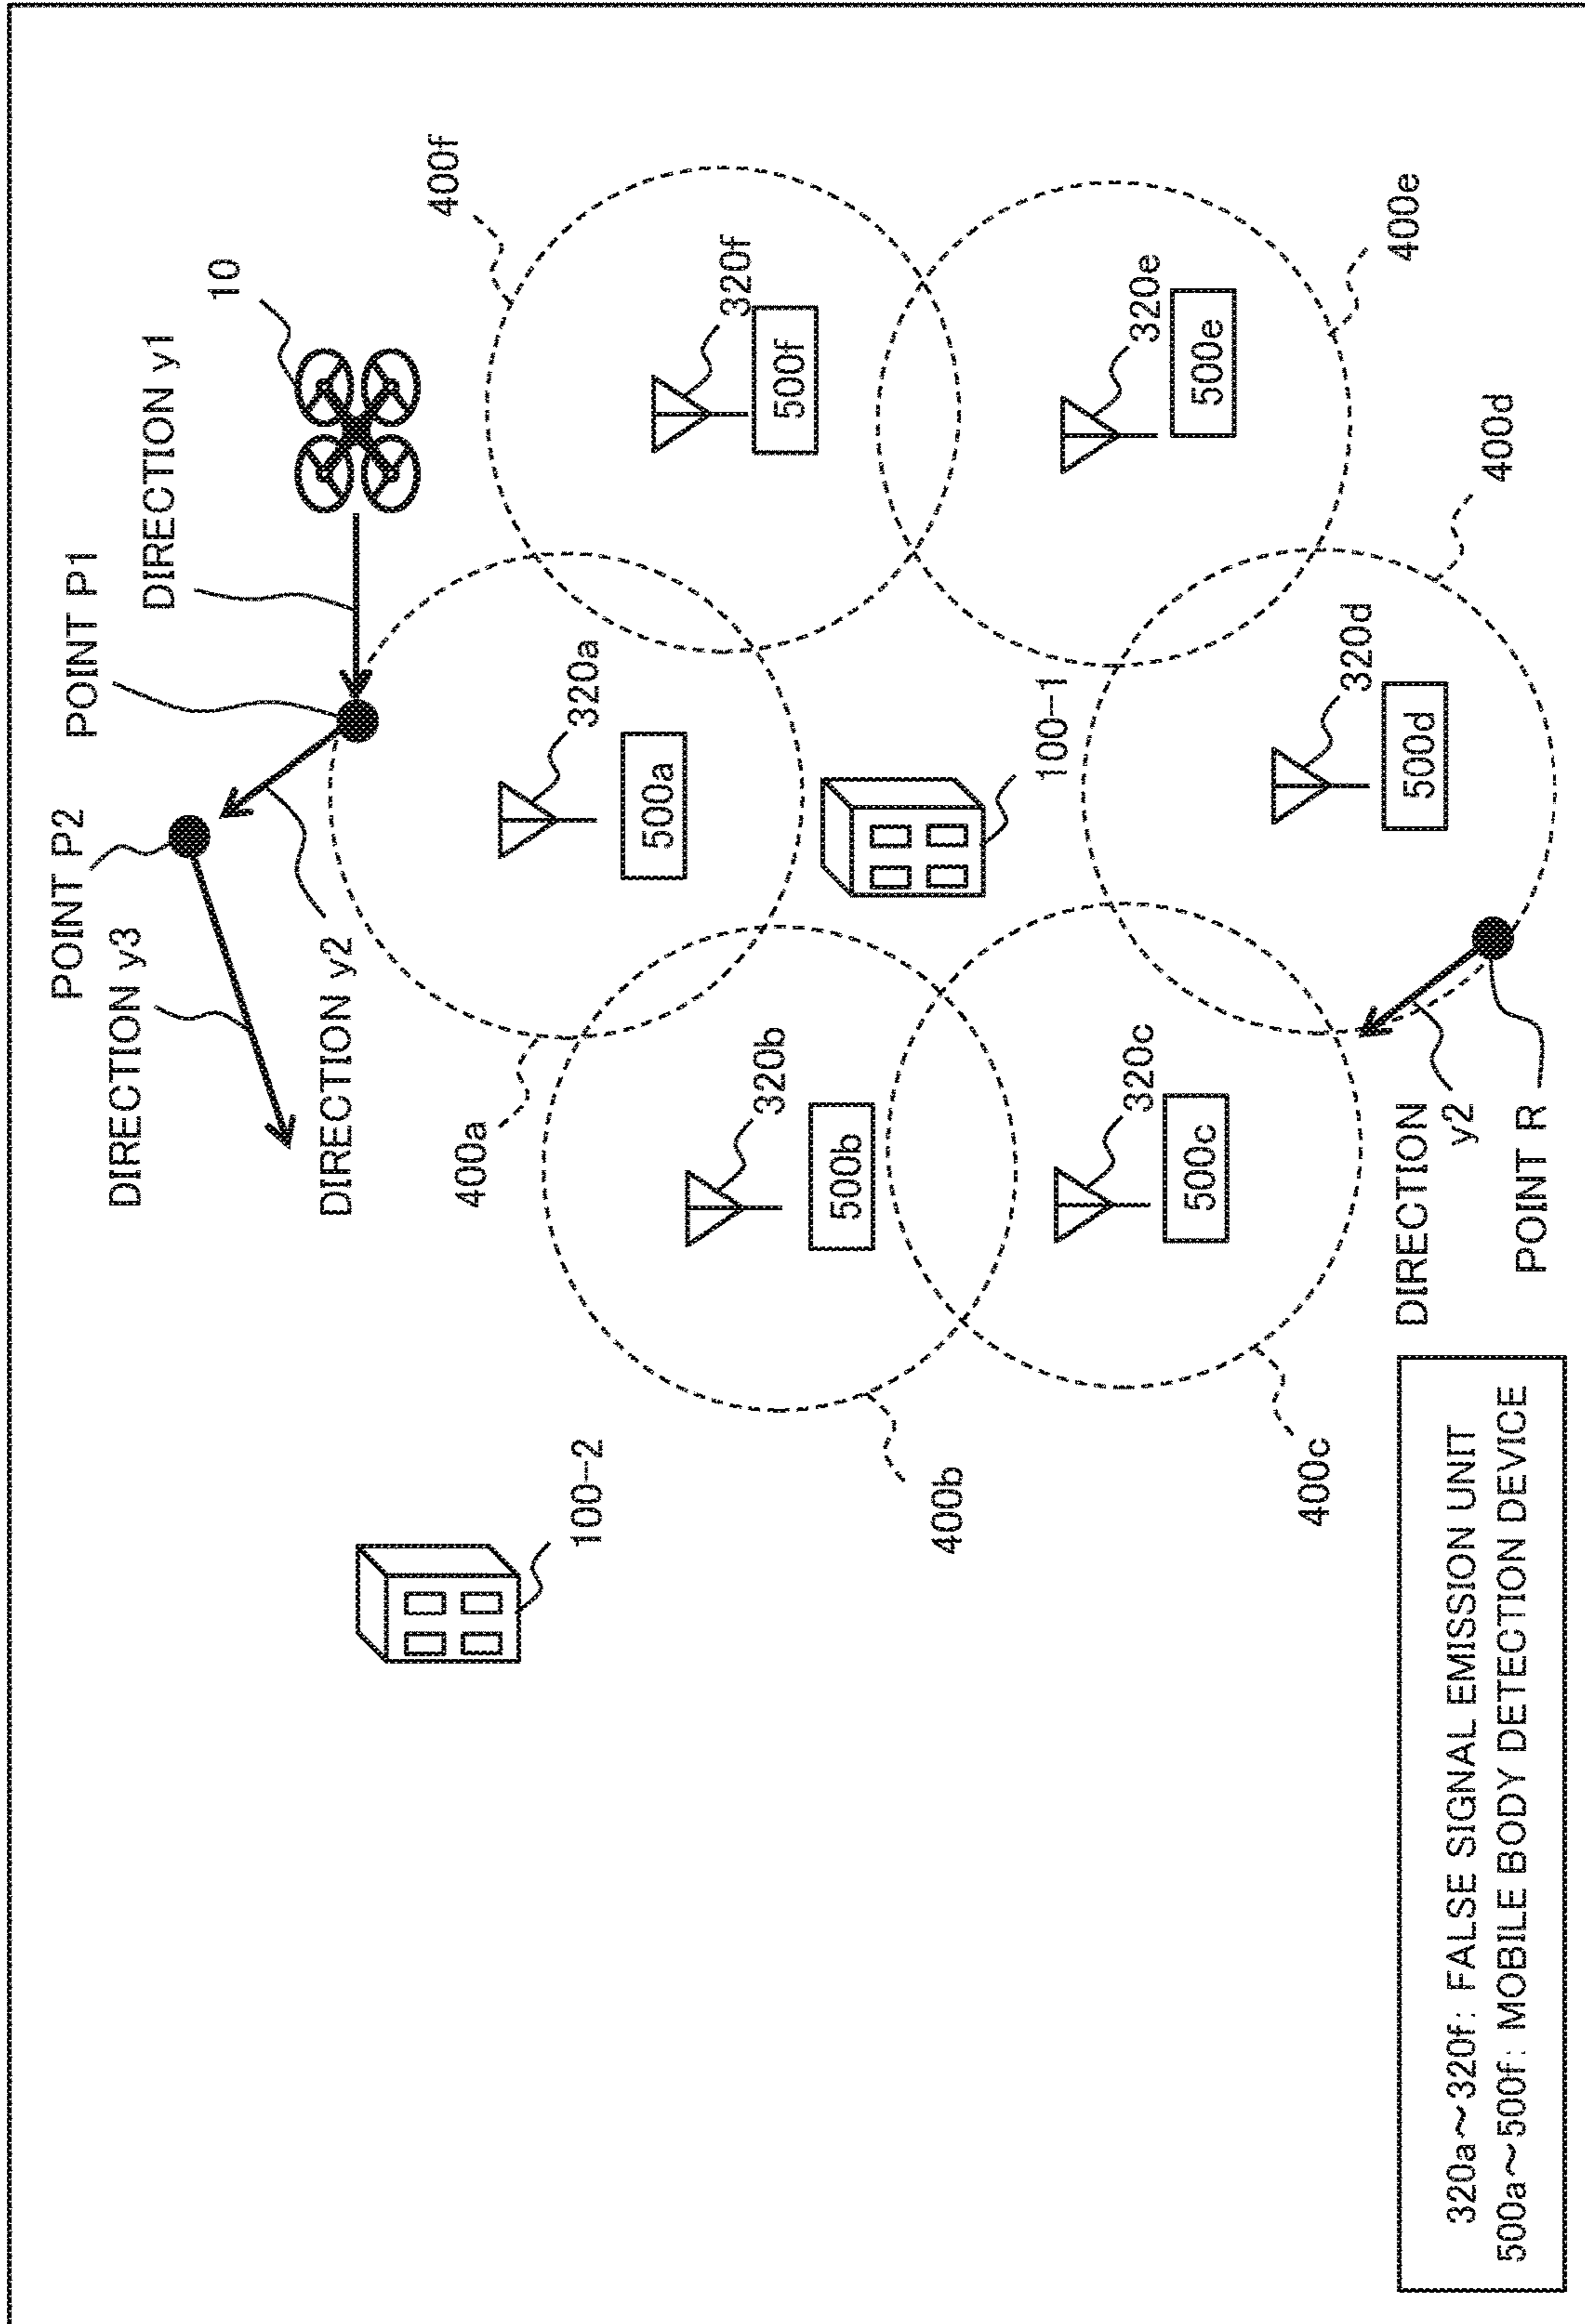 POINT P2
POINT P1
DIRECTION y3
DIRECTION y1
10
DIRECTION y2
400f
400a
100-2
320a
500a
320f
500f
320b
500b
400b
100-1
320c
500c
320e
500e
400c
320d
500d
400e
400d
DIRECTION
y2
POINT R
320a～320f: FALSE SIGNAL EMISSION UNIT
500a～500f: MOBILE BODY DETECTION DEVICE